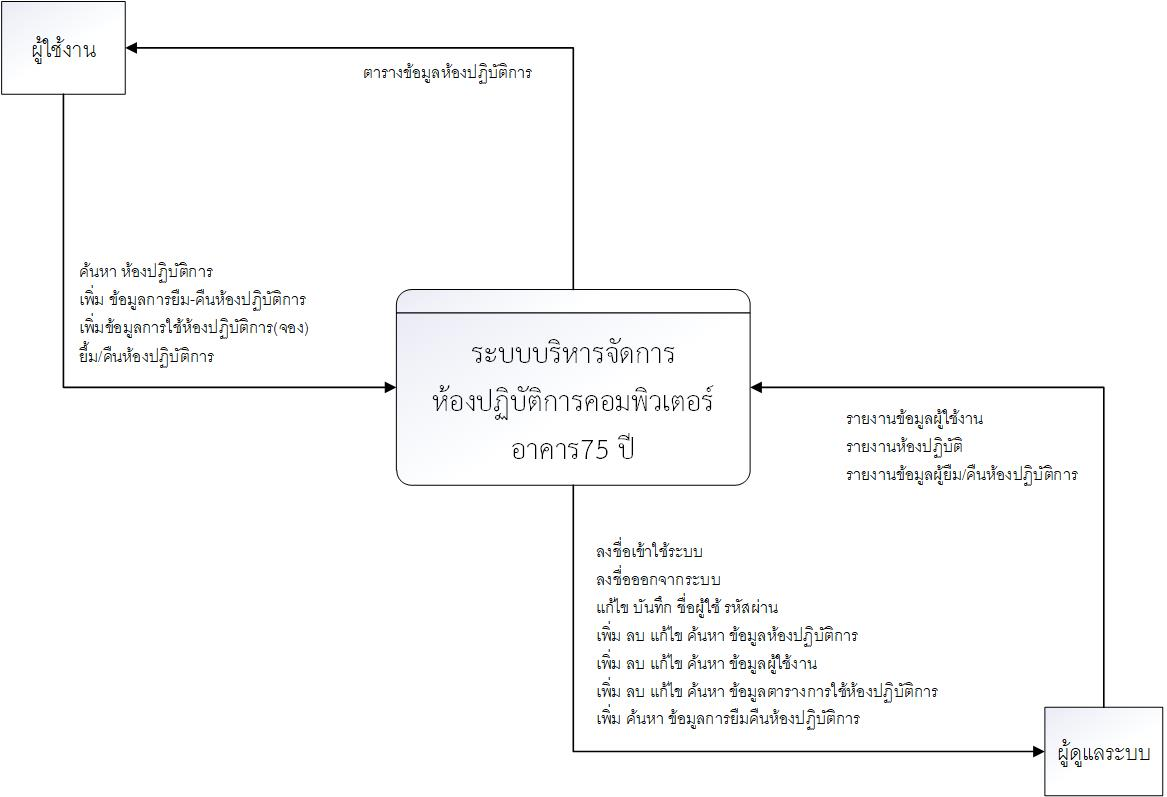 ผู้ใช้งาน
ตารางข้อมูลห้องปฏิบัติการ
ค้นหา ห้องปฏิบัติการ
เพิ่ม ข้อมูลการยืม-คืนห้องปฏิบัติการ
เพิ่มข้อมูลการใช้ห้องปฏิบัติการ(จอง)
ยื้ม/คืนห้องปฏิบัติการ
ระบบบริหารจัดการ
ห้องปฏิบัติการคอมพิวเตอร์
อาคาร75 ปี
รายงานข้อมูลผู้ใช้งาน
รายงานห้องปฏิบัติ
รายงานข้อมูลผู้ยืม/คืนห้องปฏิบัติการ
ลงชื่อเข้าใช้ระบบ
ลงชื่อออกจากระบบ
แก้ไข บันทึก ชื่อผู้ใช้ รหัสผ่าน
เพิ่ม ลบ แก้ไข ค้นหา ข้อมูลห้องปฏิบัติการ
เพิ่ม ลบ แก้ไข ค้นหา ข้อมูลผู้ใช้งาน
เพิ่ม ลบ แก้ไข ค้นหา ข้อมูลตารางการใช้ห้องปฏิบัติการ
เพิ่ม ค้นหา ข้อมูลการยืมคืนห้องปฏิบัติการ
ผู้ดูแลระบบ